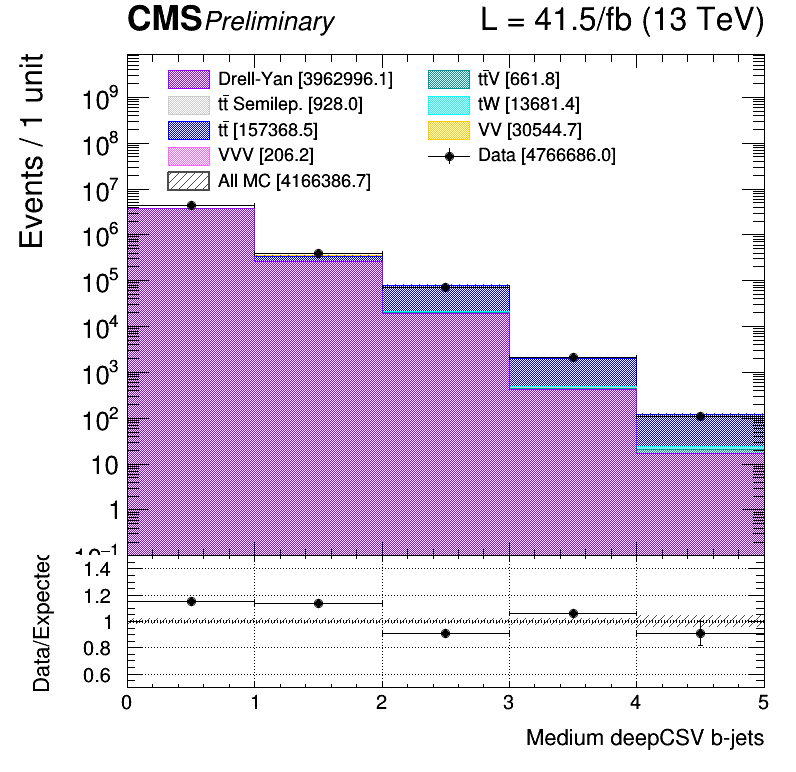 CMS Preliminary L = 41.5/fb (13 TeV)
Events / 1 unit
Drell-Yan [3962996.1]
tt̄ Semilep. [928.0]
tt̄ [157368.5]
VVV [206.2]
All MC [4166386.7]
tt̄V [661.8]
tW [13681.4]
VV [30544.7]
Data [4766686.0]
10⁹
10⁸
10⁷
10⁶
10⁵
10⁴
10³
10²
10
1
10⁻¹
Data/Expected
1.4
1.2
1
0.8
0.6
0 1 2 3 4 5
Medium deepCSV b-jets